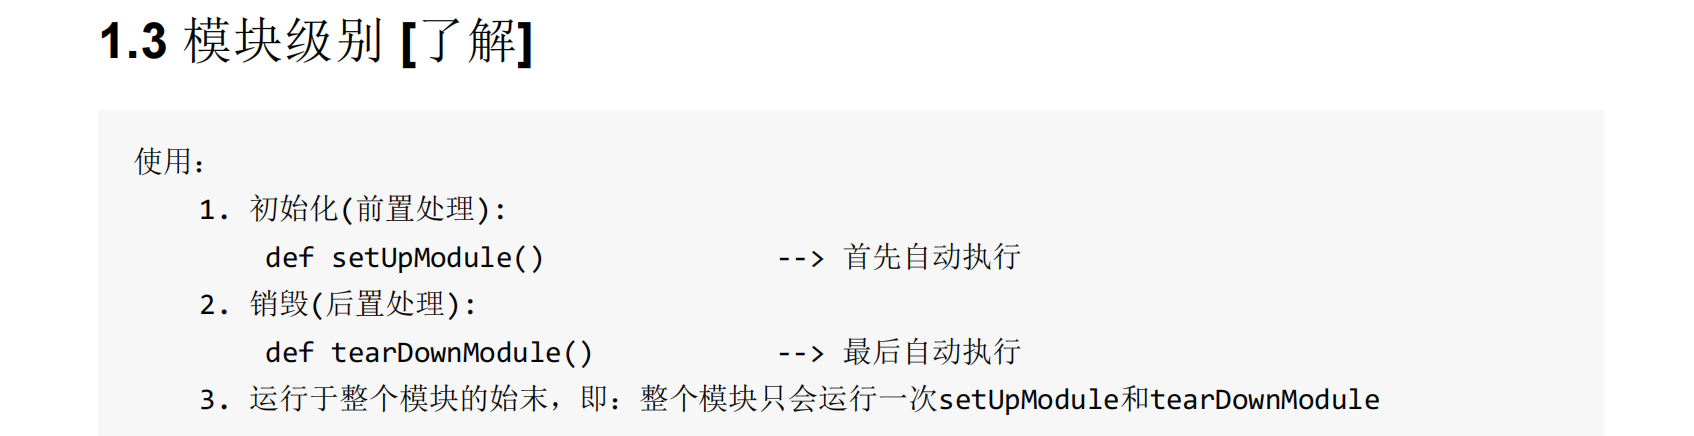 1.3 模块级别 [了解]
使用：
1. 初始化(前置处理):
def setUpModule() --> 首先自动执行
2. 销毁(后置处理):
def tearDownModule() --> 最后自动执行
3. 运行于整个模块的始末，即：整个模块只会运行一次setUpModule和tearDownModule